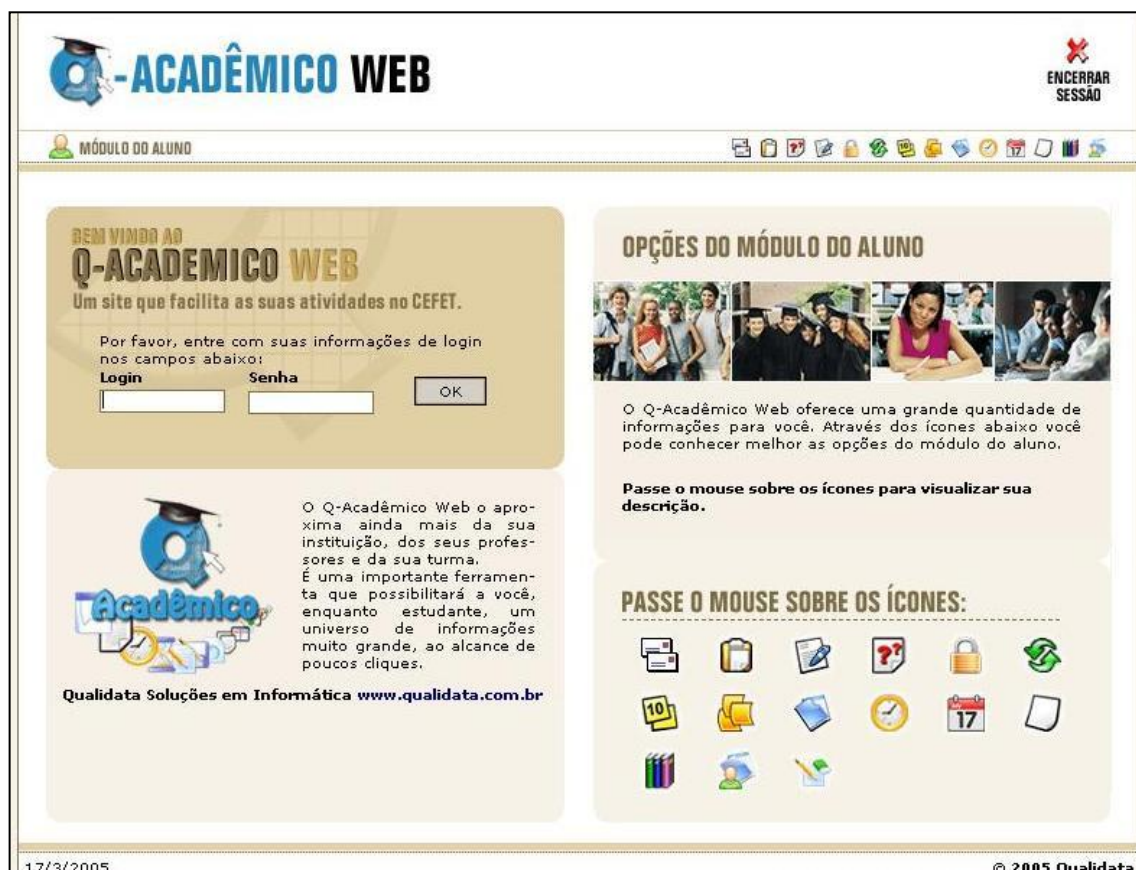 Q-ACADÊMICO WEB
ENCERRAR
SESSÃO
MÓDULO DO ALUNO
BEM VINDO AO
Q-ACADEMICO WEB
Um site que facilita as suas atividades no CEFET.
Por favor, entre com suas informações de login
nos campos abaixo:
Login Senha
OK
Acadêmico
O Q-Acadêmico Web o apro-
xima ainda mais da sua
instituição, dos seus profes-
sores e da sua turma.
É uma importante ferramen-
ta que possibilitará a você,
enquanto estudante, um
universo de informações
muito grande, ao alcance de
poucos cliques.
Qualidata Soluções em Informática www.qualidata.com.br
OPÇÕES DO MÓDULO DO ALUNO
O Q-Acadêmico Web oferece uma grande quantidade de
informações para você. Através dos ícones abaixo você
pode conhecer melhor as opções do módulo do aluno.
Passe o mouse sobre os ícones para visualizar sua
descrição.
PASSE O MOUSE SOBRE OS ÍCONES:
??
10
17
17/3/2005
© 2005 Qualidata